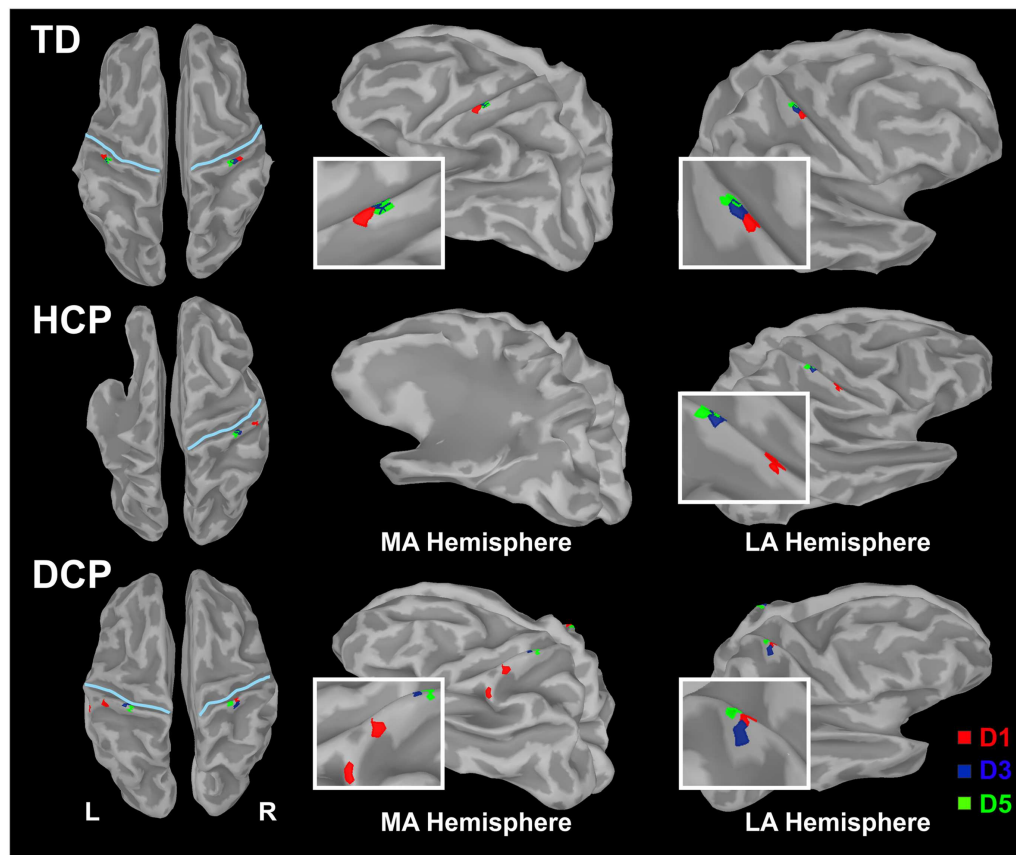 TD
HCP
MA Hemisphere
LA Hemisphere
DCP
L
R
MA Hemisphere
LA Hemisphere
D1
D3
D5